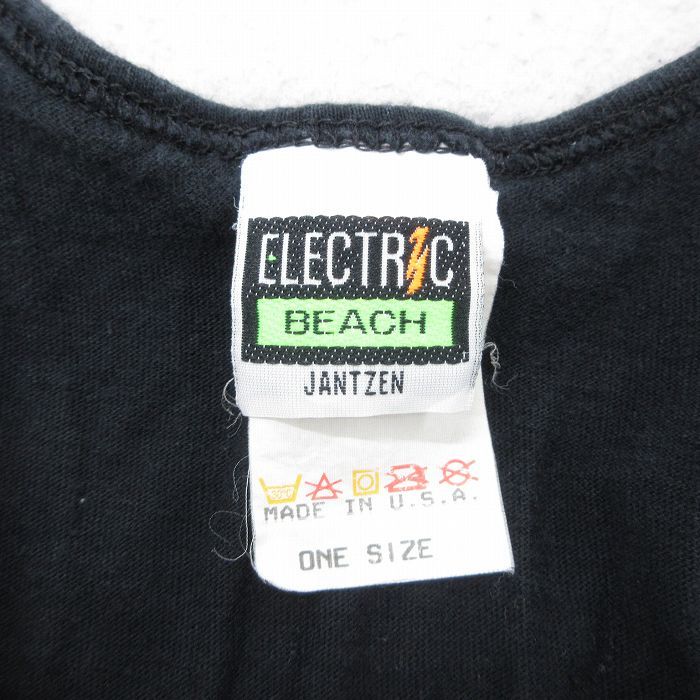 ELECTRIC
BEACH
JANTZEN
MADE IN U.S.A.
ONE SIZE